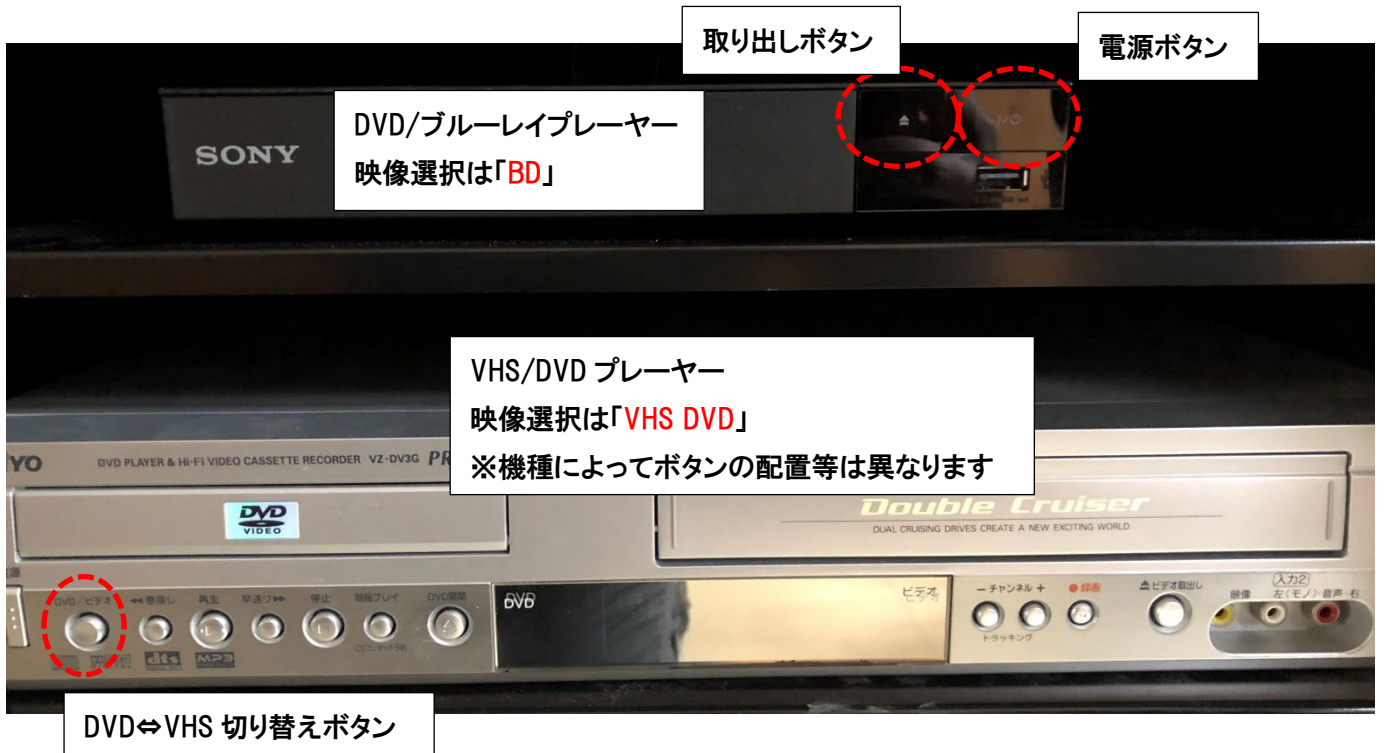 取り出しボタン
電源ボタン
DVD/ブルーレイプレーヤー
映像選択は「BD」
SONY
VHS/DVD プレーヤー
映像選択は「VHS DVD」
※機種によってボタンの配置等は異なります
YO
DVD PLAYER & Hi-Fi VIDEO CASSETTE RECORDER VZ-DV3G PR
DVD
VIDEO
Double Cruiser
DUAL CRUISING DRIVES CREATE A NEW EXCITING WORLD
DVD/ビデオ ◀◀巻戻し 再生 早送り▶▶ 停止 DVD開閉
DVD
ビデオ
− チャンネル + ●録画 ▲ビデオ取出し
入力2
映像 左(モノ)-音声-右
トラッキング
dts MP3
DVD⇔VHS 切り替えボタン